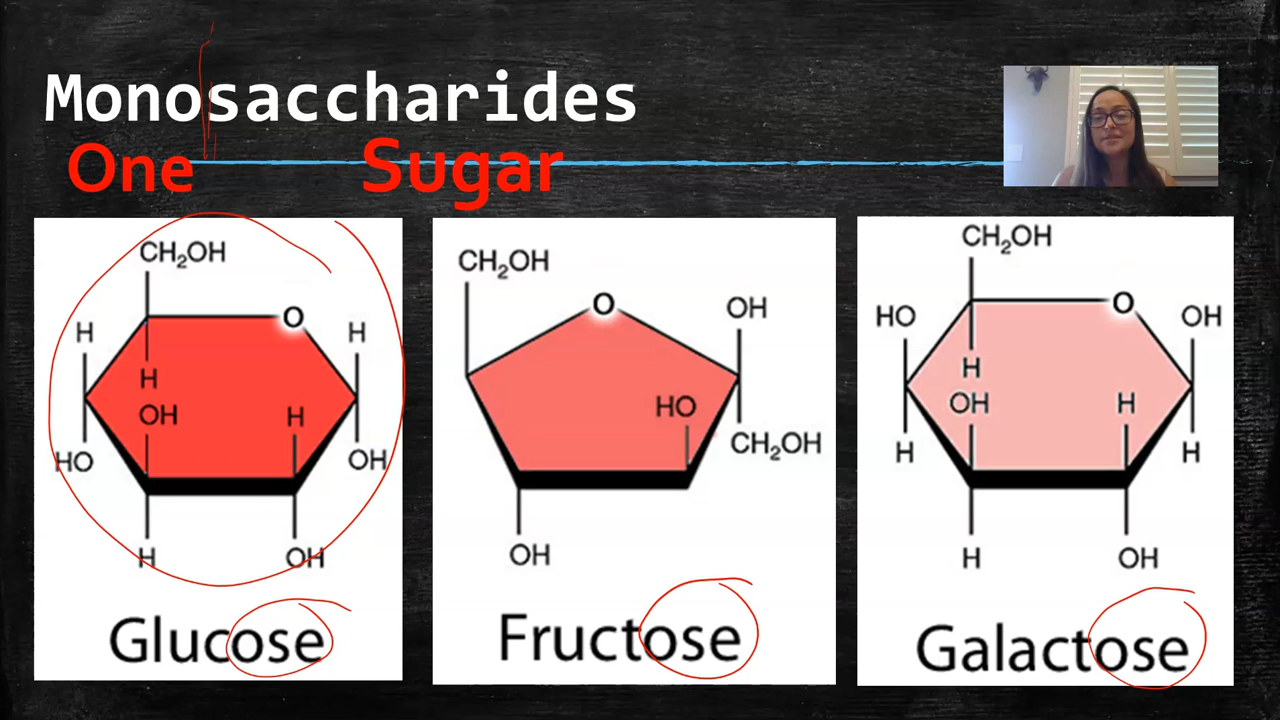 Monosaccharides
One Sugar
CH₂OH
O
H
H
H
OH
H
HO
OH
H
OH
Glucose
CH₂OH
O
OH
HO
CH₂OH
OH
Fructose
CH₂OH
O
HO
OH
H
OH
H
H
H
H
OH
Galactose